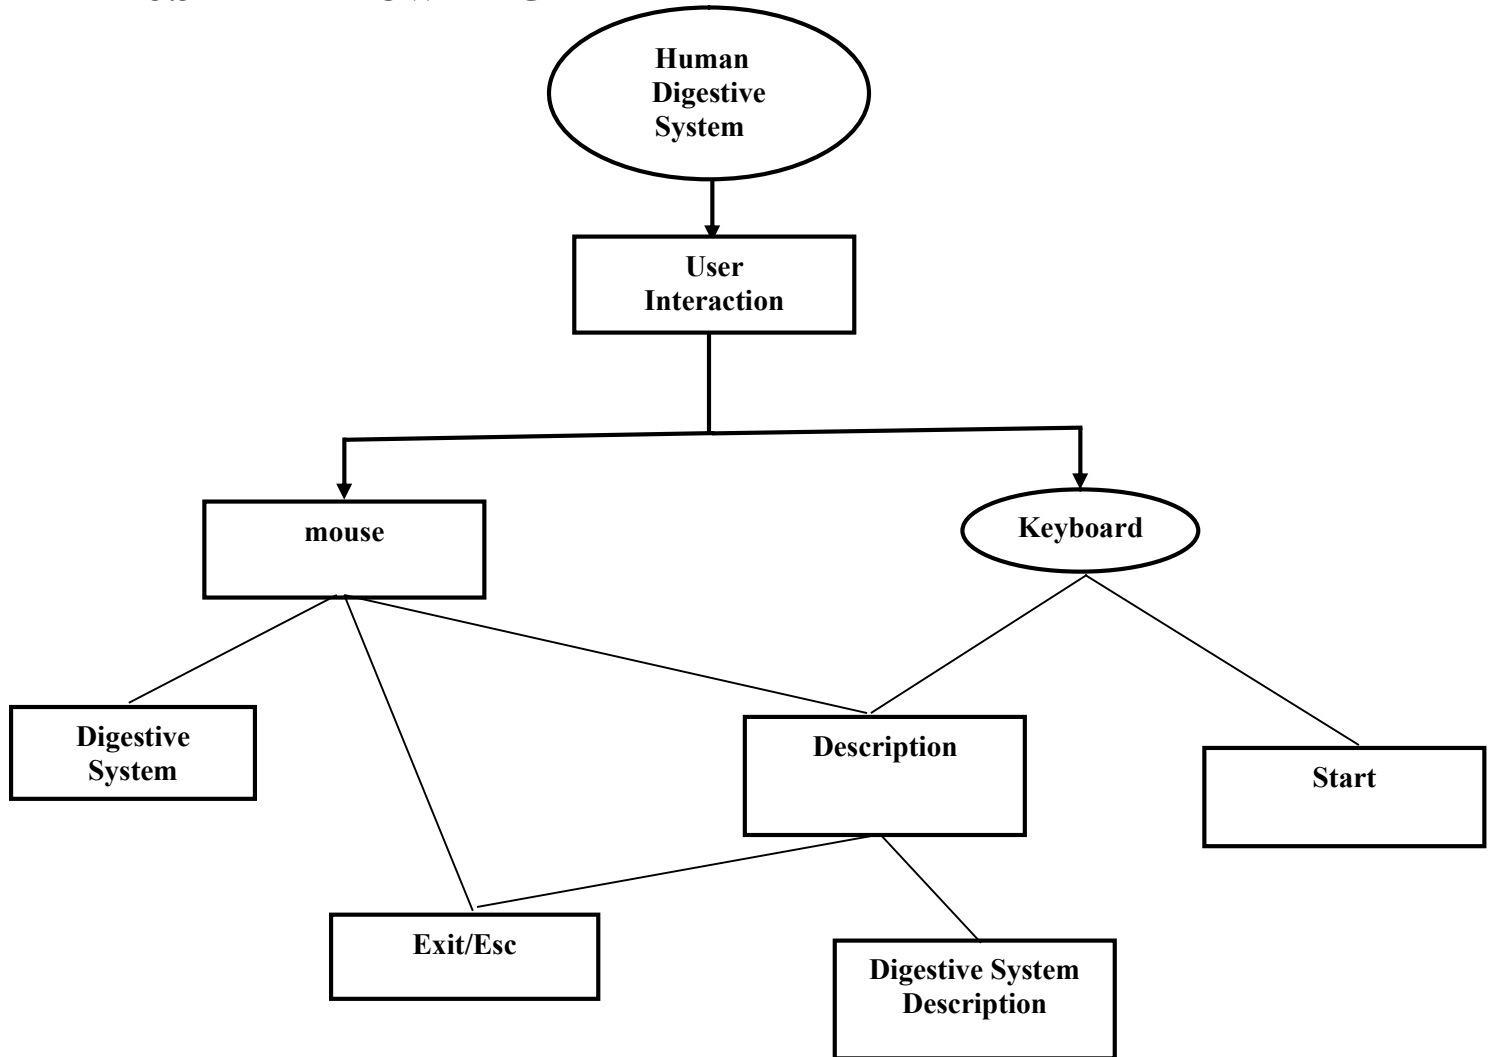 Human
Digestive
System
User
Interaction
mouse
Keyboard
Digestive
System
Description
Start
Exit/Esc
Digestive System
Description